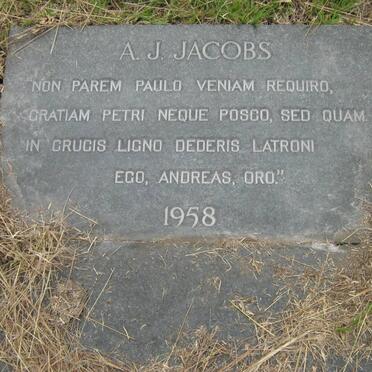 A. J. JACOBS
NON PAREM PAULO VENIAM REQUIRO,
GRATIAM PETRI NEQUE POSCO, SED QUAM
IN CRUCIS LIGNO DEDERIS LATRONI
EGO, ANDREAS, ORO."
1958